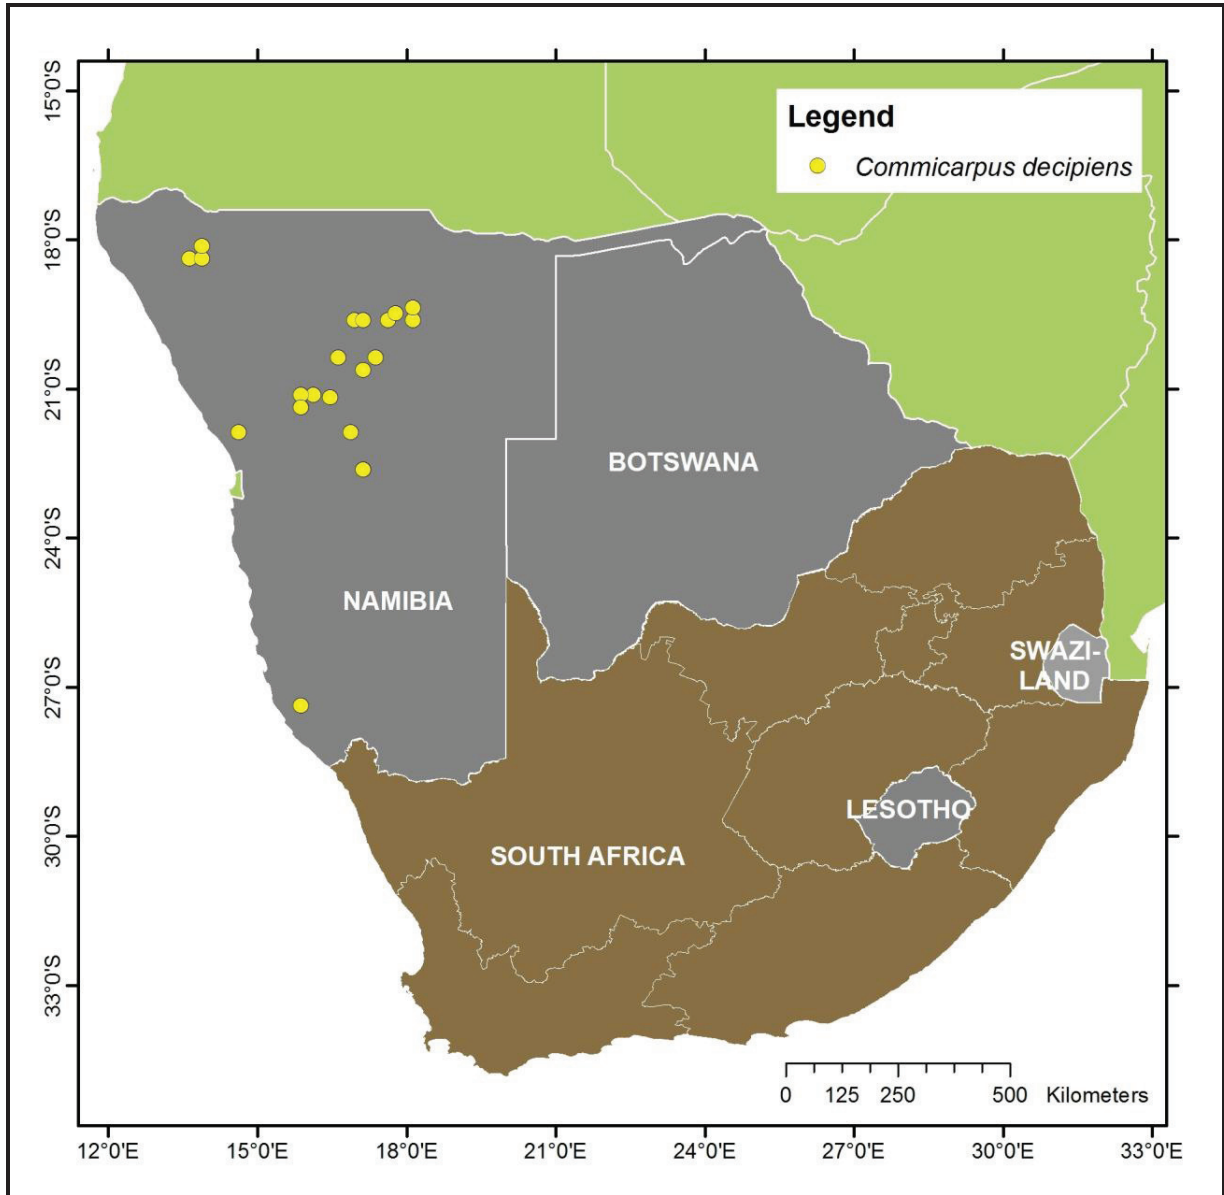 Legend
Commicarpus decipiens
15°0'S
18°0'S
21°0'S
24°0'S
27°0'S
30°0'S
33°0'S
BOTSWANA
NAMIBIA
SWAZI-
LAND
LESOTHO
SOUTH AFRICA
0 125 250 500 Kilometers
12°0'E 15°0'E 18°0'E 21°0'E 24°0'E 27°0'E 30°0'E 33°0'E